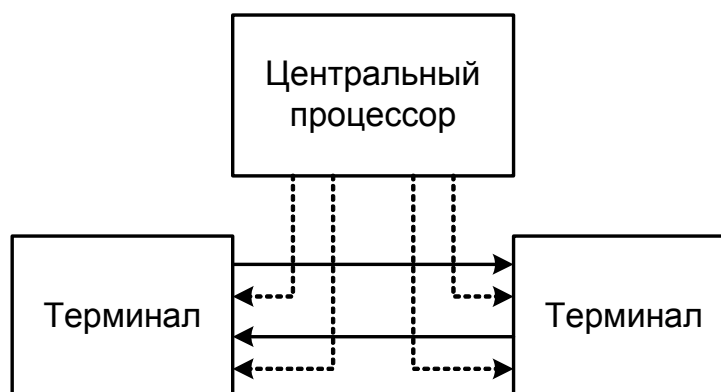 Центральный
процессор
Терминал
Терминал